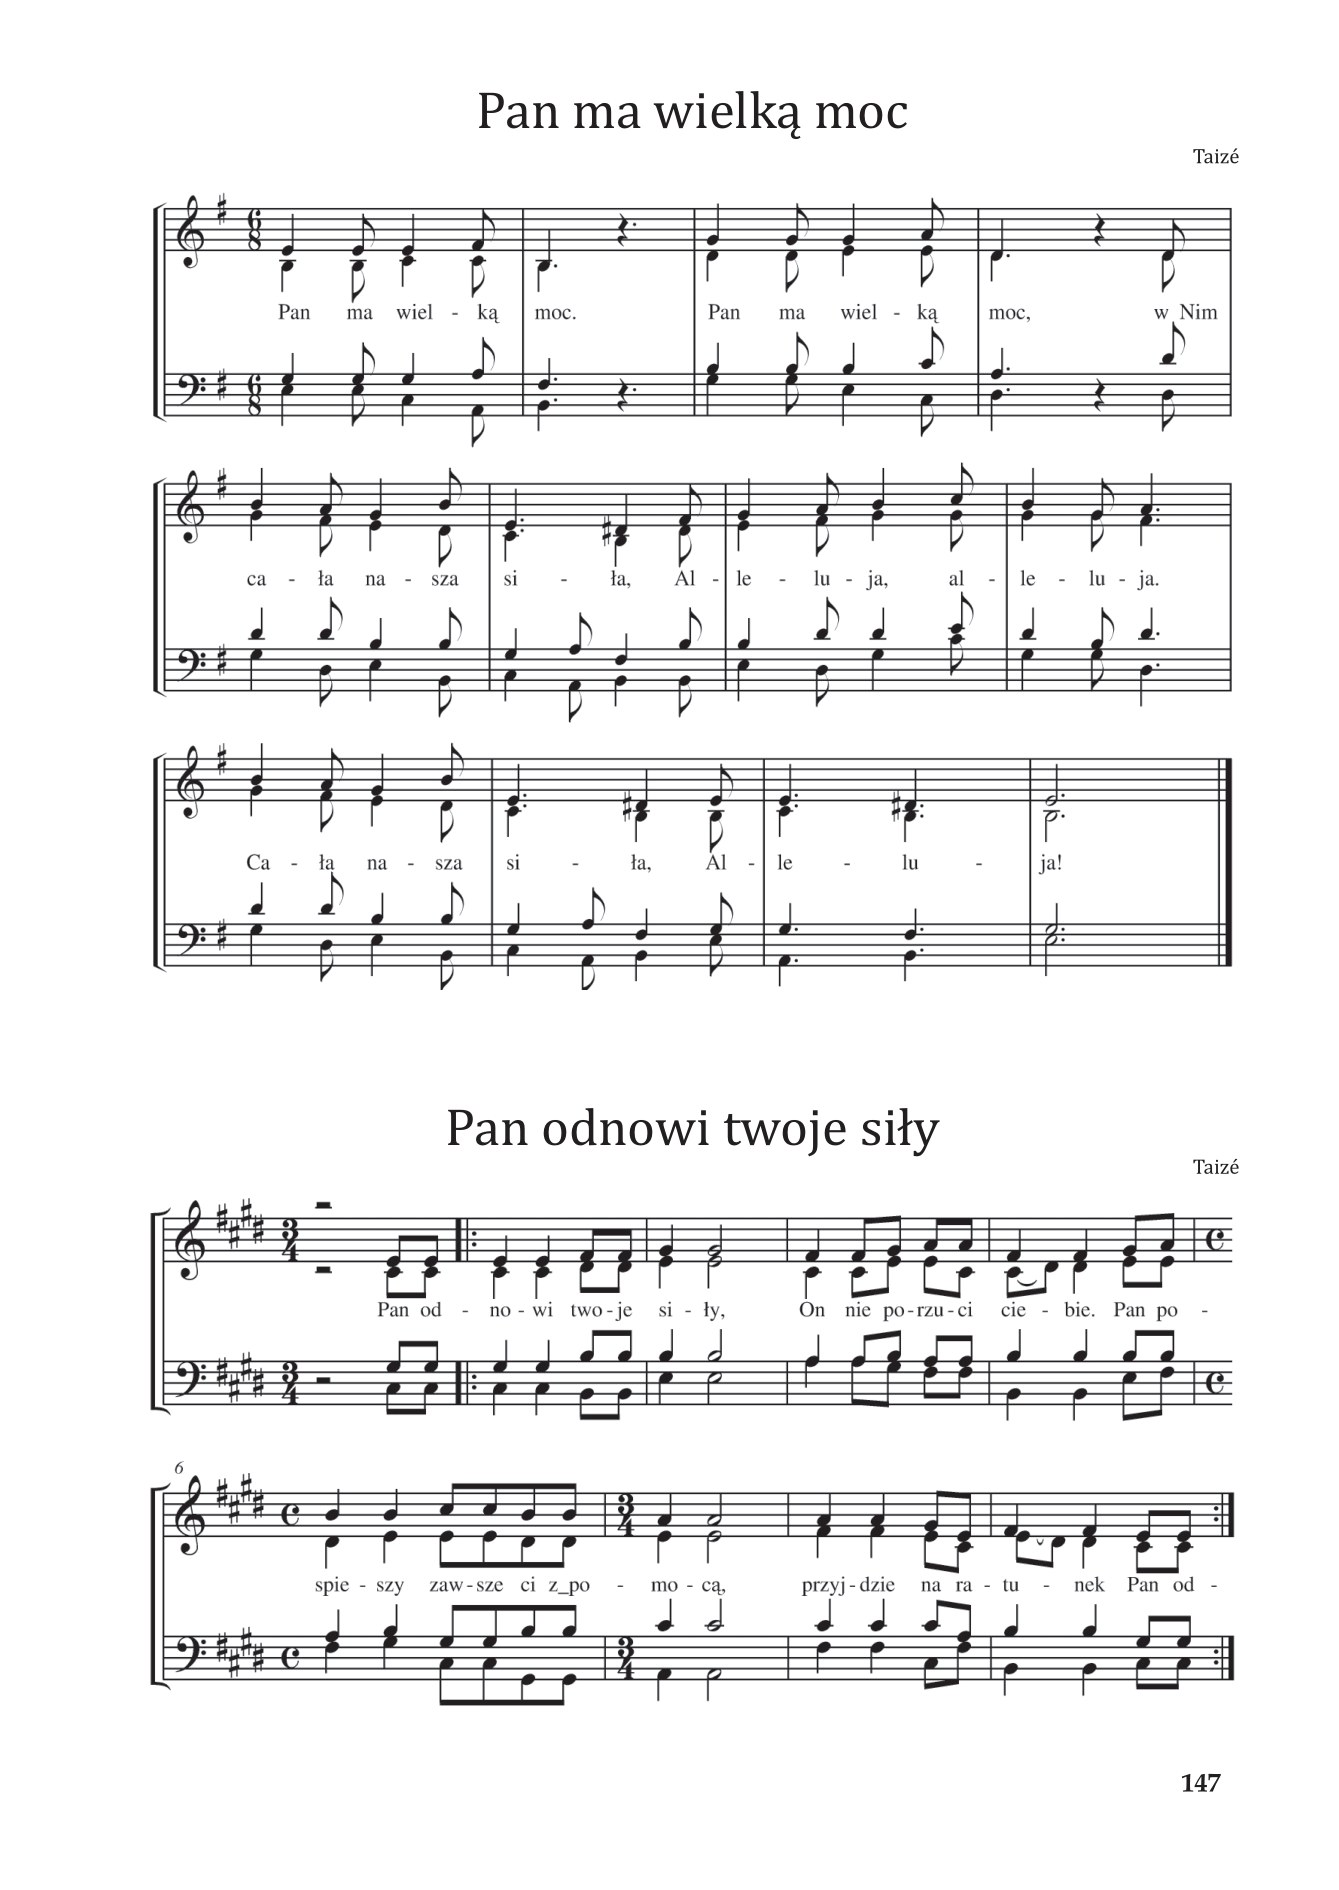 Pan ma wielką moc
Taizé
Pan ma wiel - ką moc. Pan ma wiel - ką moc, w Nim
ca - ła na - sza si - ła, Al - le - lu - ja, al - le - lu - ja.
Ca - ła na - sza si - ła, Al - le - lu - ja!
Pan odnowi twoje siły
Taizé
Pan od - no - wi two - je si - ły, On nie po - rzu - ci cie - bie. Pan po -
6
spie - szy zaw - sze ci z_po - mo - cą, przyj - dzie na ra - tu - nek Pan od -
147